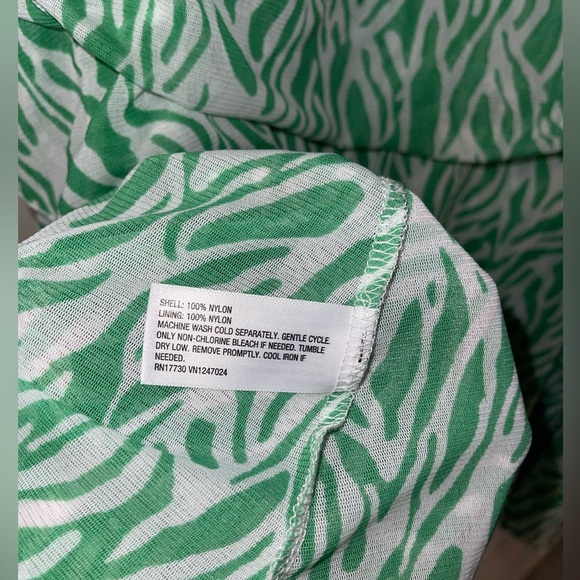 SHELL: 100% NYLON
LINING: 100% NYLON
MACHINE WASH COLD SEPARATELY. GENTLE CYCLE.
ONLY NON-CHLORINE BLEACH IF NEEDED. TUMBLE
DRY LOW. REMOVE PROMPTLY. COOL IRON IF
NEEDED.
RN17730 VN1247024